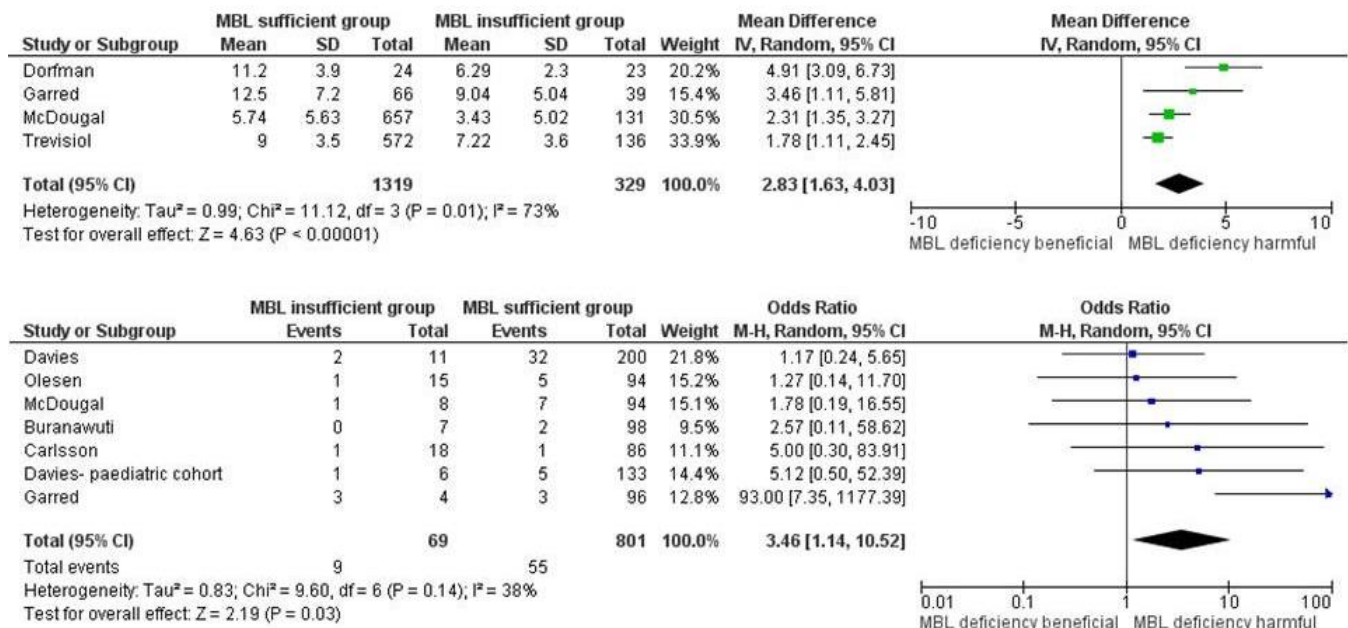 MBL sufficient group MBL insufficient group Mean Difference Mean Difference
Study or Subgroup Mean SD Total Mean SD Total Weight IV, Random, 95% CI IV, Random, 95% CI
Dorfman 11.2 3.9 24 6.29 2.3 23 20.2% 4.91 [3.09, 6.73]
Garred 12.5 7.2 66 9.04 5.04 39 15.4% 3.46 [1.11, 5.81]
McDougal 5.74 5.63 657 3.43 5.02 131 30.5% 2.31 [1.35, 3.27]
Trevisiol 9 3.5 572 7.22 3.6 136 33.9% 1.78 [1.11, 2.45]
Total (95% CI) 1319 329 100.0% 2.83 [1.63, 4.03]
Heterogeneity: Tau² = 0.99; Chi² = 11.12, df = 3 (P = 0.01); I² = 73%
Test for overall effect: Z = 4.63 (P < 0.00001)
-10 -5 0 5 10
MBL deficiency beneficial MBL deficiency harmful
MBL insufficient group MBL sufficient group Odds Ratio Odds Ratio
Study or Subgroup Events Total Events Total Weight M-H, Random, 95% CI M-H, Random, 95% CI
Davies 2 11 32 200 21.8% 1.17 [0.24, 5.65]
Olesen 1 15 5 94 15.2% 1.27 [0.14, 11.70]
McDougal 1 8 7 94 15.1% 1.78 [0.19, 16.55]
Buranawuti 0 7 2 98 9.5% 2.57 [0.11, 58.62]
Carlsson 1 18 1 86 11.1% 5.00 [0.30, 83.91]
Davies- paediatric cohort 1 6 5 133 14.4% 5.12 [0.50, 52.39]
Garred 3 4 3 96 12.8% 93.00 [7.35, 1177.39]
Total (95% CI) 69 801 100.0% 3.46 [1.14, 10.52]
Total events 9 55
Heterogeneity: Tau² = 0.83; Chi² = 9.60, df = 6 (P = 0.14); I² = 38%
Test for overall effect: Z = 2.19 (P = 0.03)
0.01 0.1 1 10 100
MBL deficiency beneficial MBL deficiency harmful